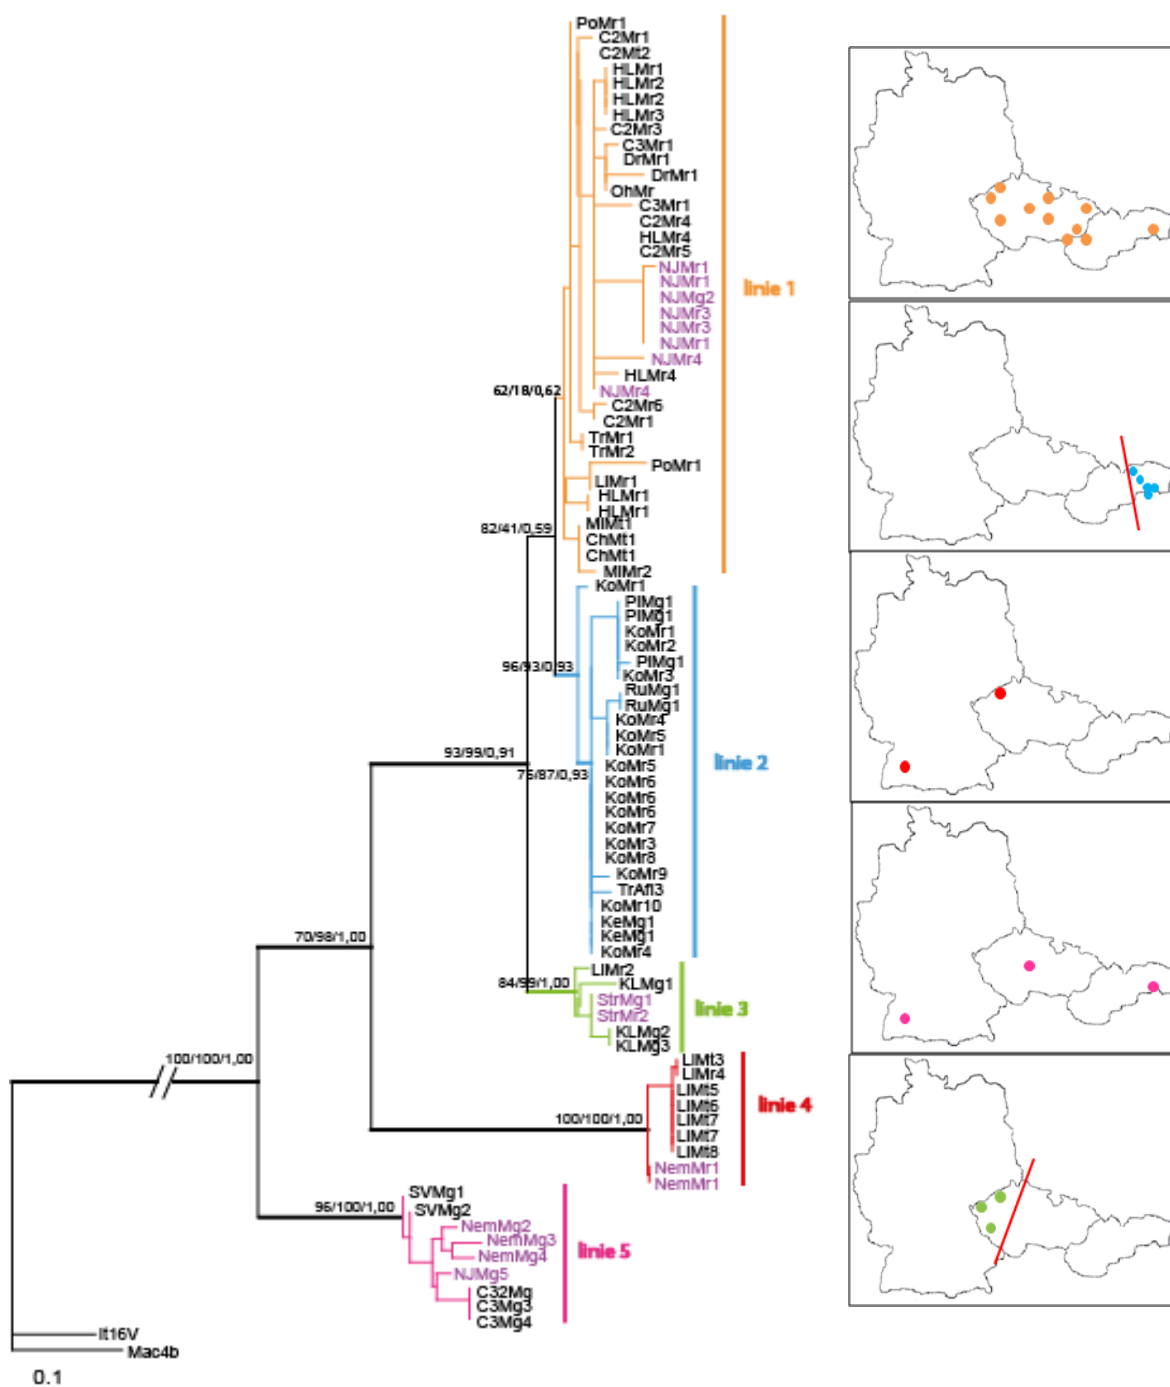 PoMr1
C2Mr1
C2Mt2
HLMr1
HLMr2
HLMr2
HLMr3
C2Mr3
C3Mr1
DrMr1
DrMr1
OhMr
C3Mr1
C2Mr4
HLMr4
C2Mr5
NJMr1
NJMr1
linie 1
NJMg2
NJMr3
NJMr3
NJMr1
NJMr4
HLMr4
62/18/0,62
NJMr4
C2Mr6
C2Mr1
TrMr1
TrMr2
PoMr1
LIMr1
HLMr1
HLMr1
MIMt1
82/41/0,59
ChMt1
ChMt1
MIMr2
KoMr1
PIMg1
PIMg1
KoMr1
KoMr2
PIMg1
96/93/0,93
KoMr3
RuMg1
RuMg1
KoMr4
KoMr5
KoMr1
93/99/0,91
linie 2
KoMr5
75/87/0,93
KoMr6
KoMr6
KoMr6
KoMr7
KoMr3
KoMr8
KoMr9
TrAfl3
KoMr10
KeMg1
KeMg1
70/98/1,00
KoMr4
LIMr2
84/99/1,00
KLMg1
StrMg1
linie 3
StrMr2
KLMg2
KLMg3
100/100/1,00
LIMt3
LIMr4
LIMt5
LIMt6
linie 4
100/100/1,00
LIMt7
LIMt7
LIMt8
NemMr1
NemMr1
SVMg1
96/100/1,00
SVMg2
NemMg2
NemMg3
linie 5
NemMg4
NJMg5
C32Mg
C3Mg3
C3Mg4
It16V
Mac4b
0.1